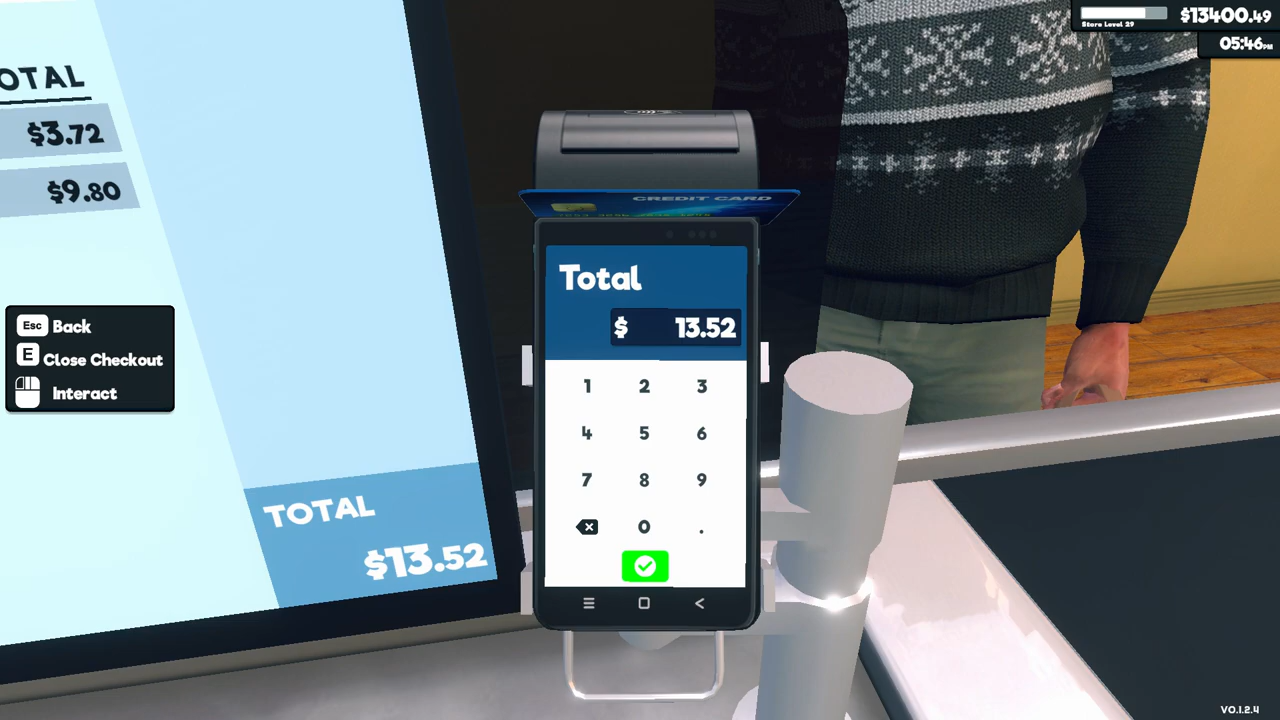 OTAL
$3.72
$9.80
Esc Back
E Close Checkout
Interact
TOTAL
$13.52
CREDIT CARD
Total
$ 13.52
1 2 3
4 5 6
7 8 9
0 .
Store Level 29
$13400.49
05:46PM
V0.1.2.4